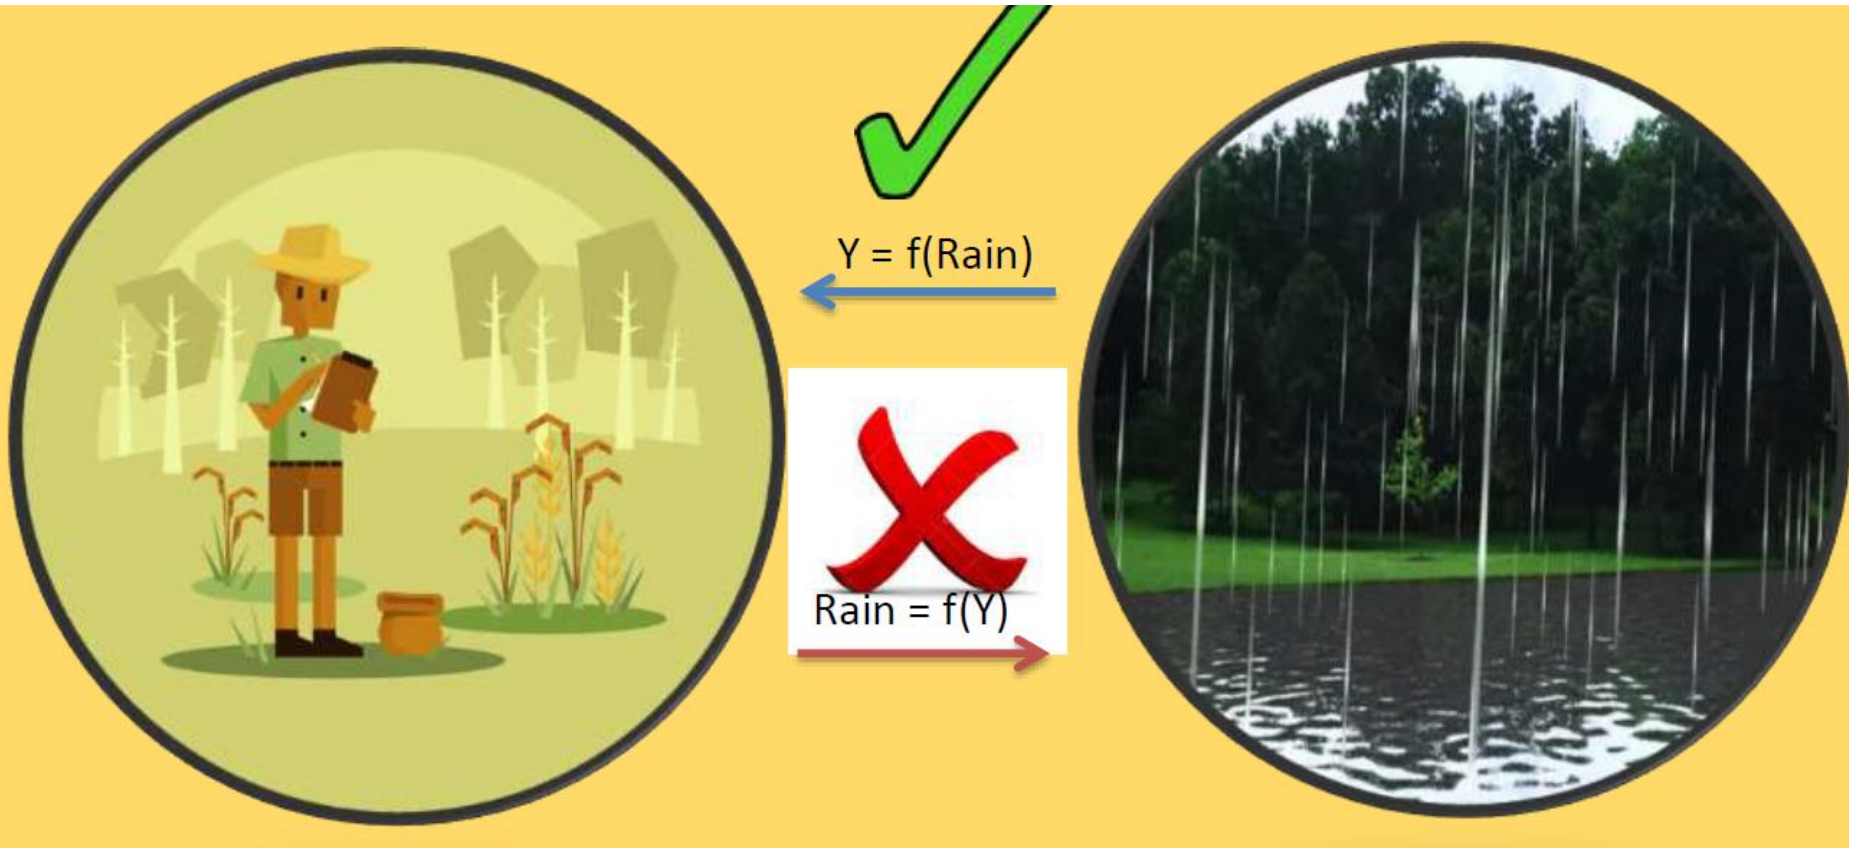 Y = f(Rain)
Rain = f(Y)